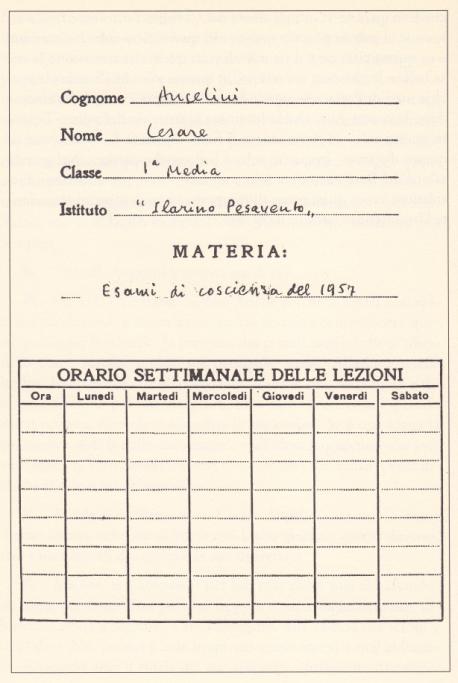 Cognome Angelini
Nome Cesare
Classe 1ª Media
Istituto "Ilarino Pesavento„
MATERIA:
Esami di coscienza del 1957
ORARIO SETTIMANALE DELLE LEZIONI
Ora Lunedì Martedì Mercoledì Giovedì Venerdì Sabato